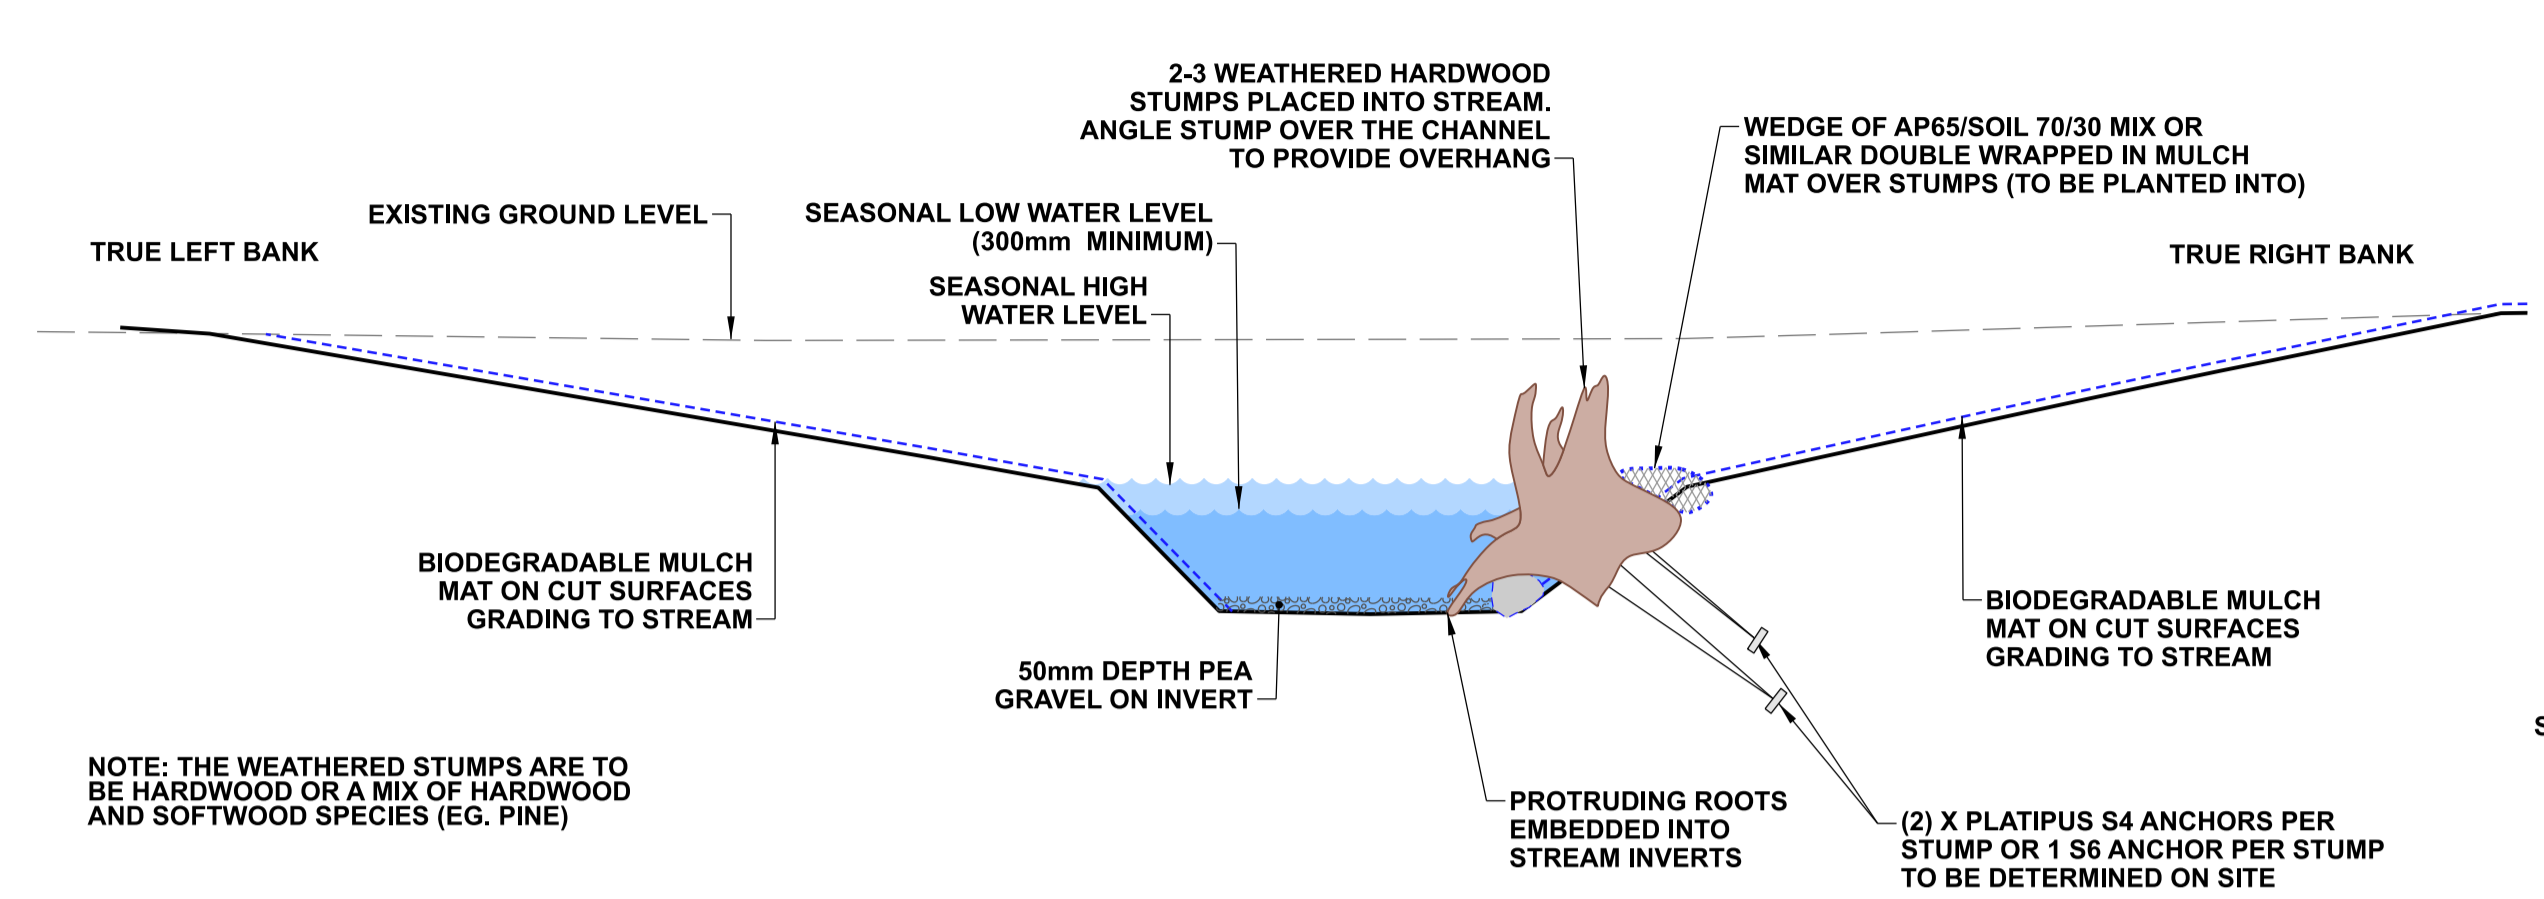 2-3 WEATHERED HARDWOOD
STUMPS PLACED INTO STREAM.
ANGLE STUMP OVER THE CHANNEL
TO PROVIDE OVERHANG
WEDGE OF AP65/SOIL 70/30 MIX OR
SIMILAR DOUBLE WRAPPED IN MULCH
MAT OVER STUMPS (TO BE PLANTED INTO)
EXISTING GROUND LEVEL
SEASONAL LOW WATER LEVEL
(300mm MINIMUM)
TRUE LEFT BANK
TRUE RIGHT BANK
SEASONAL HIGH
WATER LEVEL
BIODEGRADABLE MULCH
MAT ON CUT SURFACES
GRADING TO STREAM
BIODEGRADABLE MULCH
MAT ON CUT SURFACES
GRADING TO STREAM
50mm DEPTH PEA
GRAVEL ON INVERT
NOTE: THE WEATHERED STUMPS ARE TO
BE HARDWOOD OR A MIX OF HARDWOOD
AND SOFTWOOD SPECIES (EG. PINE)
PROTRUDING ROOTS
EMBEDDED INTO
STREAM INVERTS
(2) X PLATIPUS S4 ANCHORS PER
STUMP OR 1 S6 ANCHOR PER STUMP
TO BE DETERMINED ON SITE